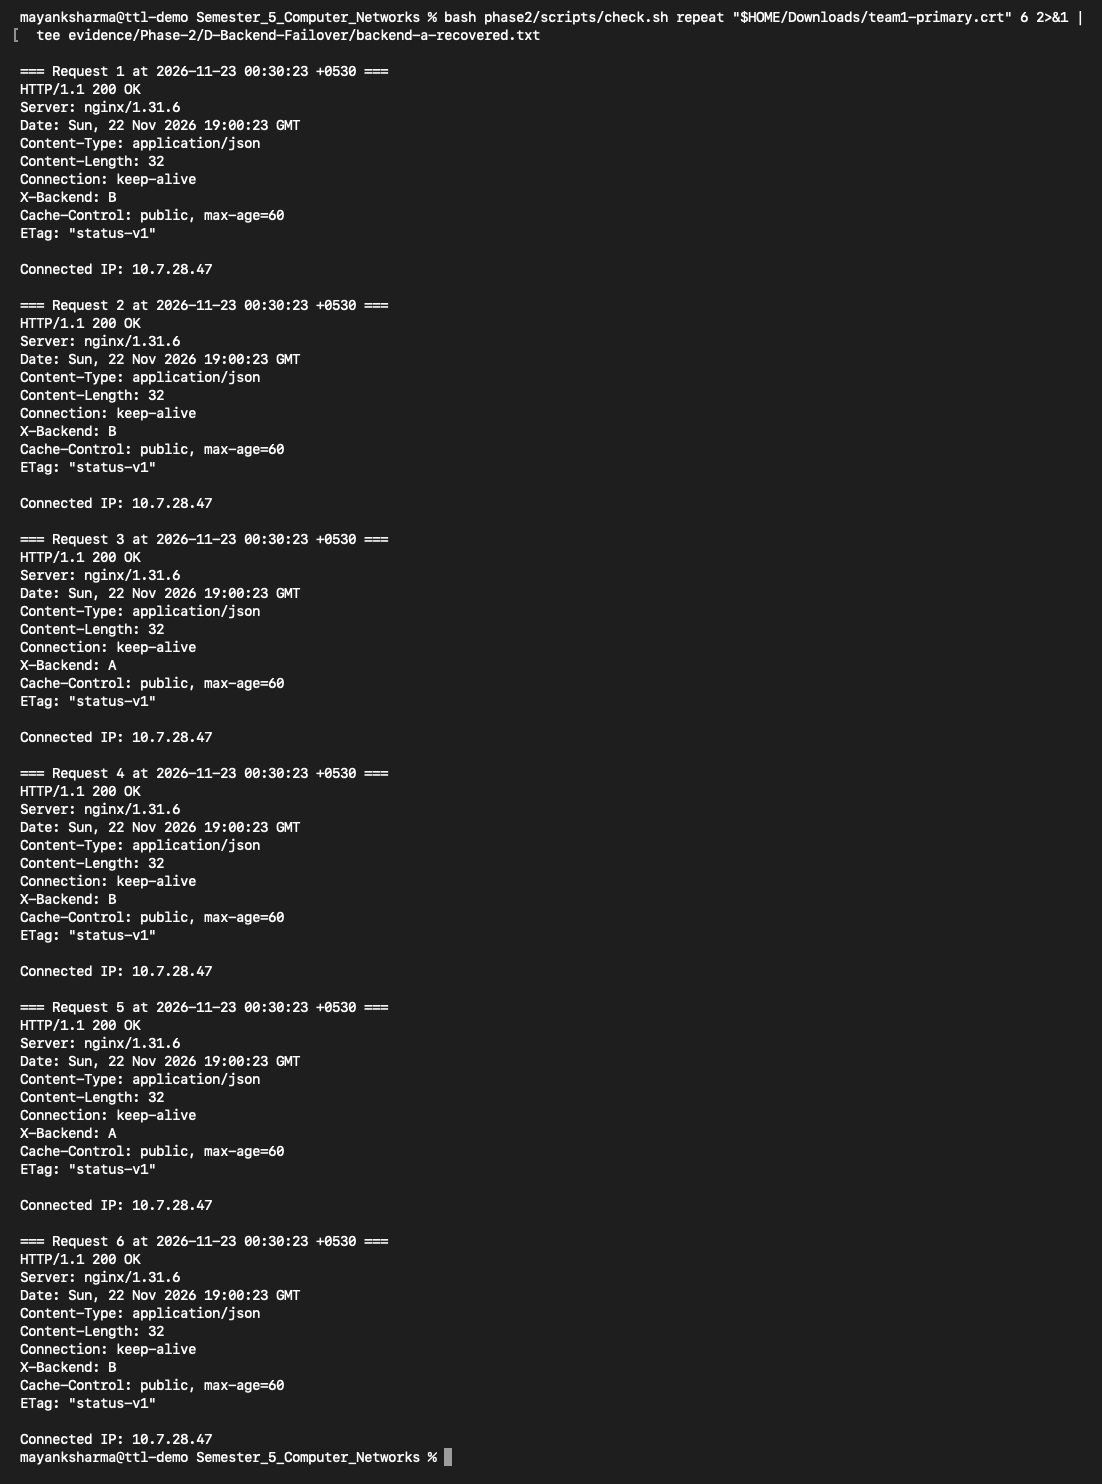 mayanksharma@ttl-demo Semester_5_Computer_Networks % bash phase2/scripts/check.sh repeat "$HOME/Downloads/team1-primary.crt" 6 2>&1 |
[ tee evidence/Phase-2/D-Backend-Failover/backend-a-recovered.txt
=== Request 1 at 2026-11-23 00:30:23 +0530 ===
HTTP/1.1 200 OK
Server: nginx/1.31.6
Date: Sun, 22 Nov 2026 19:00:23 GMT
Content-Type: application/json
Content-Length: 32
Connection: keep-alive
X-Backend: B
Cache-Control: public, max-age=60
ETag: "status-v1"
Connected IP: 10.7.28.47
=== Request 2 at 2026-11-23 00:30:23 +0530 ===
HTTP/1.1 200 OK
Server: nginx/1.31.6
Date: Sun, 22 Nov 2026 19:00:23 GMT
Content-Type: application/json
Content-Length: 32
Connection: keep-alive
X-Backend: B
Cache-Control: public, max-age=60
ETag: "status-v1"
Connected IP: 10.7.28.47
=== Request 3 at 2026-11-23 00:30:23 +0530 ===
HTTP/1.1 200 OK
Server: nginx/1.31.6
Date: Sun, 22 Nov 2026 19:00:23 GMT
Content-Type: application/json
Content-Length: 32
Connection: keep-alive
X-Backend: A
Cache-Control: public, max-age=60
ETag: "status-v1"
Connected IP: 10.7.28.47
=== Request 4 at 2026-11-23 00:30:23 +0530 ===
HTTP/1.1 200 OK
Server: nginx/1.31.6
Date: Sun, 22 Nov 2026 19:00:23 GMT
Content-Type: application/json
Content-Length: 32
Connection: keep-alive
X-Backend: B
Cache-Control: public, max-age=60
ETag: "status-v1"
Connected IP: 10.7.28.47
=== Request 5 at 2026-11-23 00:30:23 +0530 ===
HTTP/1.1 200 OK
Server: nginx/1.31.6
Date: Sun, 22 Nov 2026 19:00:23 GMT
Content-Type: application/json
Content-Length: 32
Connection: keep-alive
X-Backend: A
Cache-Control: public, max-age=60
ETag: "status-v1"
Connected IP: 10.7.28.47
=== Request 6 at 2026-11-23 00:30:23 +0530 ===
HTTP/1.1 200 OK
Server: nginx/1.31.6
Date: Sun, 22 Nov 2026 19:00:23 GMT
Content-Type: application/json
Content-Length: 32
Connection: keep-alive
X-Backend: B
Cache-Control: public, max-age=60
ETag: "status-v1"
Connected IP: 10.7.28.47
mayanksharma@ttl-demo Semester_5_Computer_Networks %